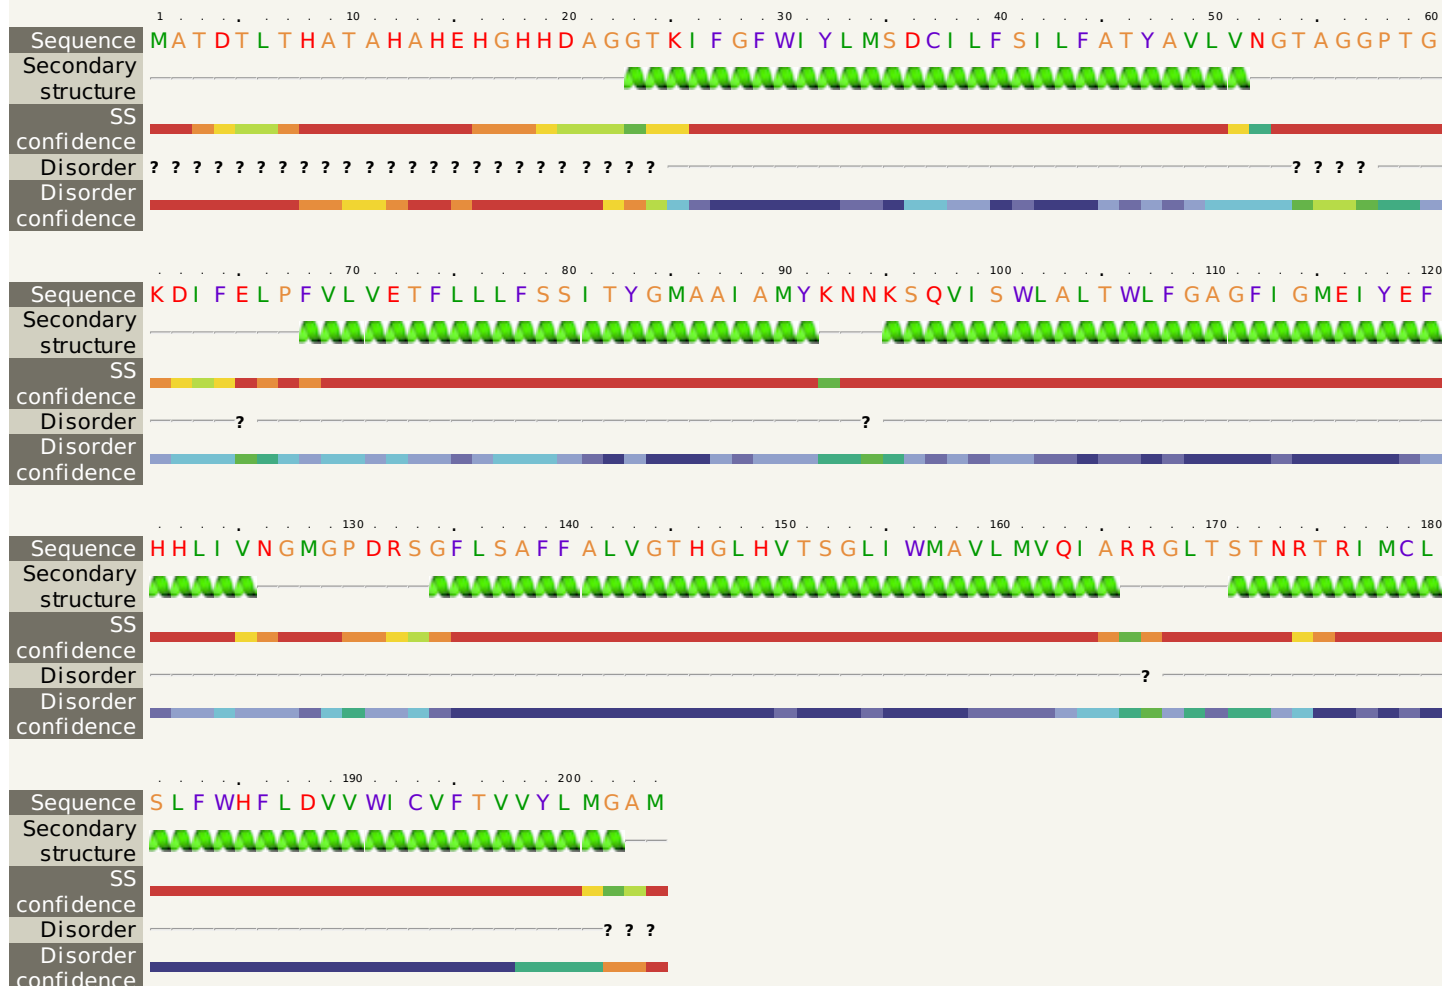 1 . . . . . . . 10 . . . . . . . . 20 . . . . . . . . 30 . . . . . . . . 40 . . . . . . . . 50 . . . . . . . . 60
Sequence MATDTLTHATAHAHEHGHHDAGGTKIFGFWIYLMSDCILFSILFATYAVLVNGTAGGPTG
Secondary
structure
SS
confidence
Disorder ? ? ? ? ? ? ? ? ? ? ? ? ? ? ? ? ? ? ? ? ? ? ? ? ? ? ? ?
Disorder
confidence
. . . . . . . . 70 . . . . . . . . 80 . . . . . . . . 90 . . . . . . . . 100 . . . . . . . . 110 . . . . . . . . 120
Sequence KDIFELPFVLVETFLLLFSSITYGMAAIAMYKNNKSQVISWLALTWLFGAGFIGMEIYEF
Secondary
structure
SS
confidence
Disorder ? ?
Disorder
confidence
. . . . . . . . 130 . . . . . . . . 140 . . . . . . . . 150 . . . . . . . . 160 . . . . . . . . 170 . . . . . . . . 180
Sequence HHLIVNGMGPDRSGFLSAFFALVGTHGLHVTSGLIWMAVLMVQIARRGLTSTNRTRIMCL
Secondary
structure
SS
confidence
Disorder ?
Disorder
confidence
. . . . . . . . 190 . . . . . . . . 200 . . . .
Sequence SLFWHFLDVVWICVFTVVYLMGAM
Secondary
structure
SS
confidence
Disorder ? ? ?
Disorder
confidence